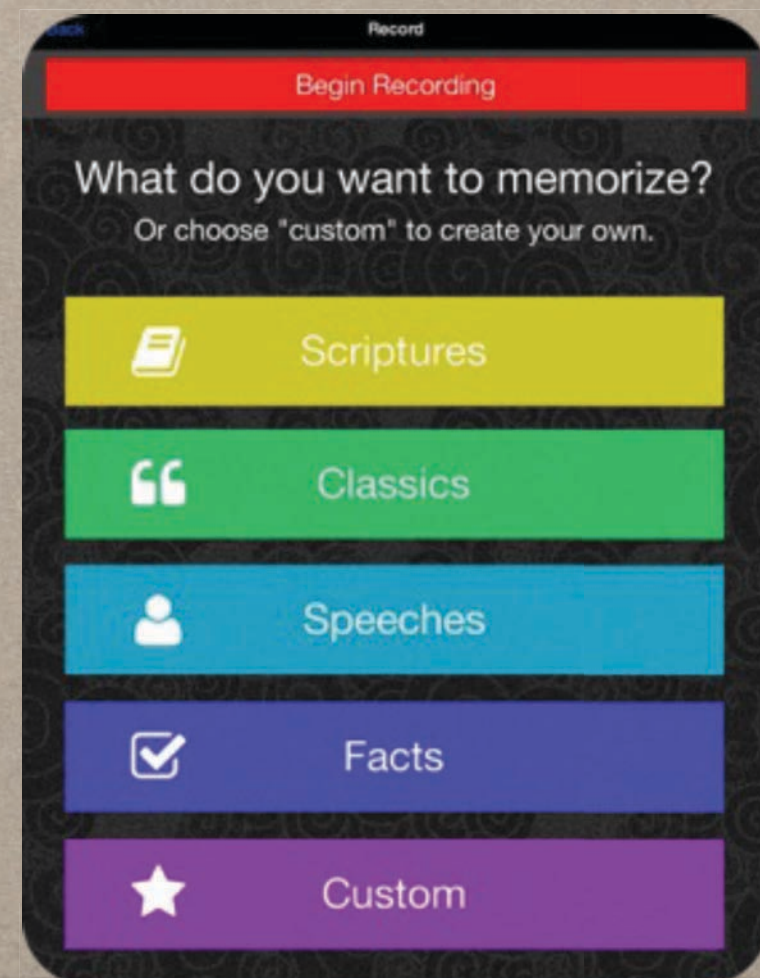 Back
Record
Begin Recording
What do you want to memorize?
Or choose "custom" to create your own.
Scriptures
Classics
Speeches
Facts
Custom